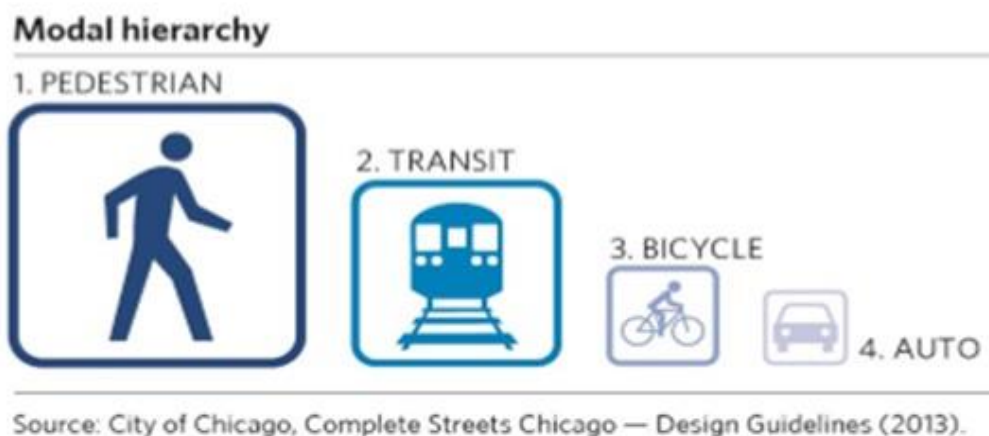 Modal hierarchy
1. PEDESTRIAN
2. TRANSIT
3. BICYCLE
4. AUTO
Source: City of Chicago, Complete Streets Chicago — Design Guidelines (2013).